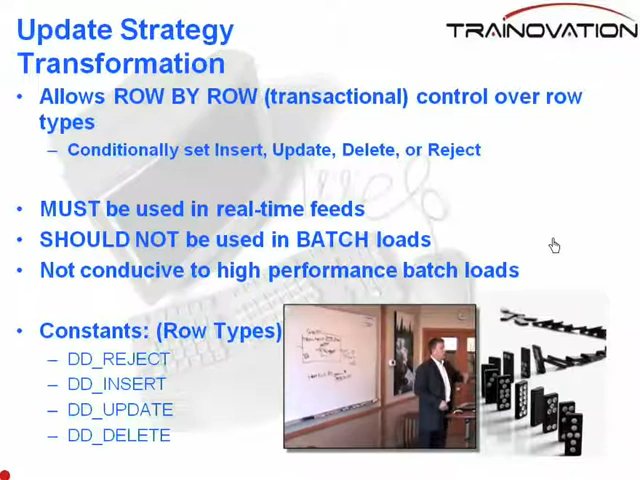 Update Strategy
Transformation
TRAINOVATION
• Allows ROW BY ROW (transactional) control over row
types
– Conditionally set Insert, Update, Delete, or Reject
• MUST be used in real-time feeds
• SHOULD NOT be used in BATCH loads
• Not conducive to high performance batch loads
• Constants: (Row Types)
– DD_REJECT
– DD_INSERT
– DD_UPDATE
– DD_DELETE